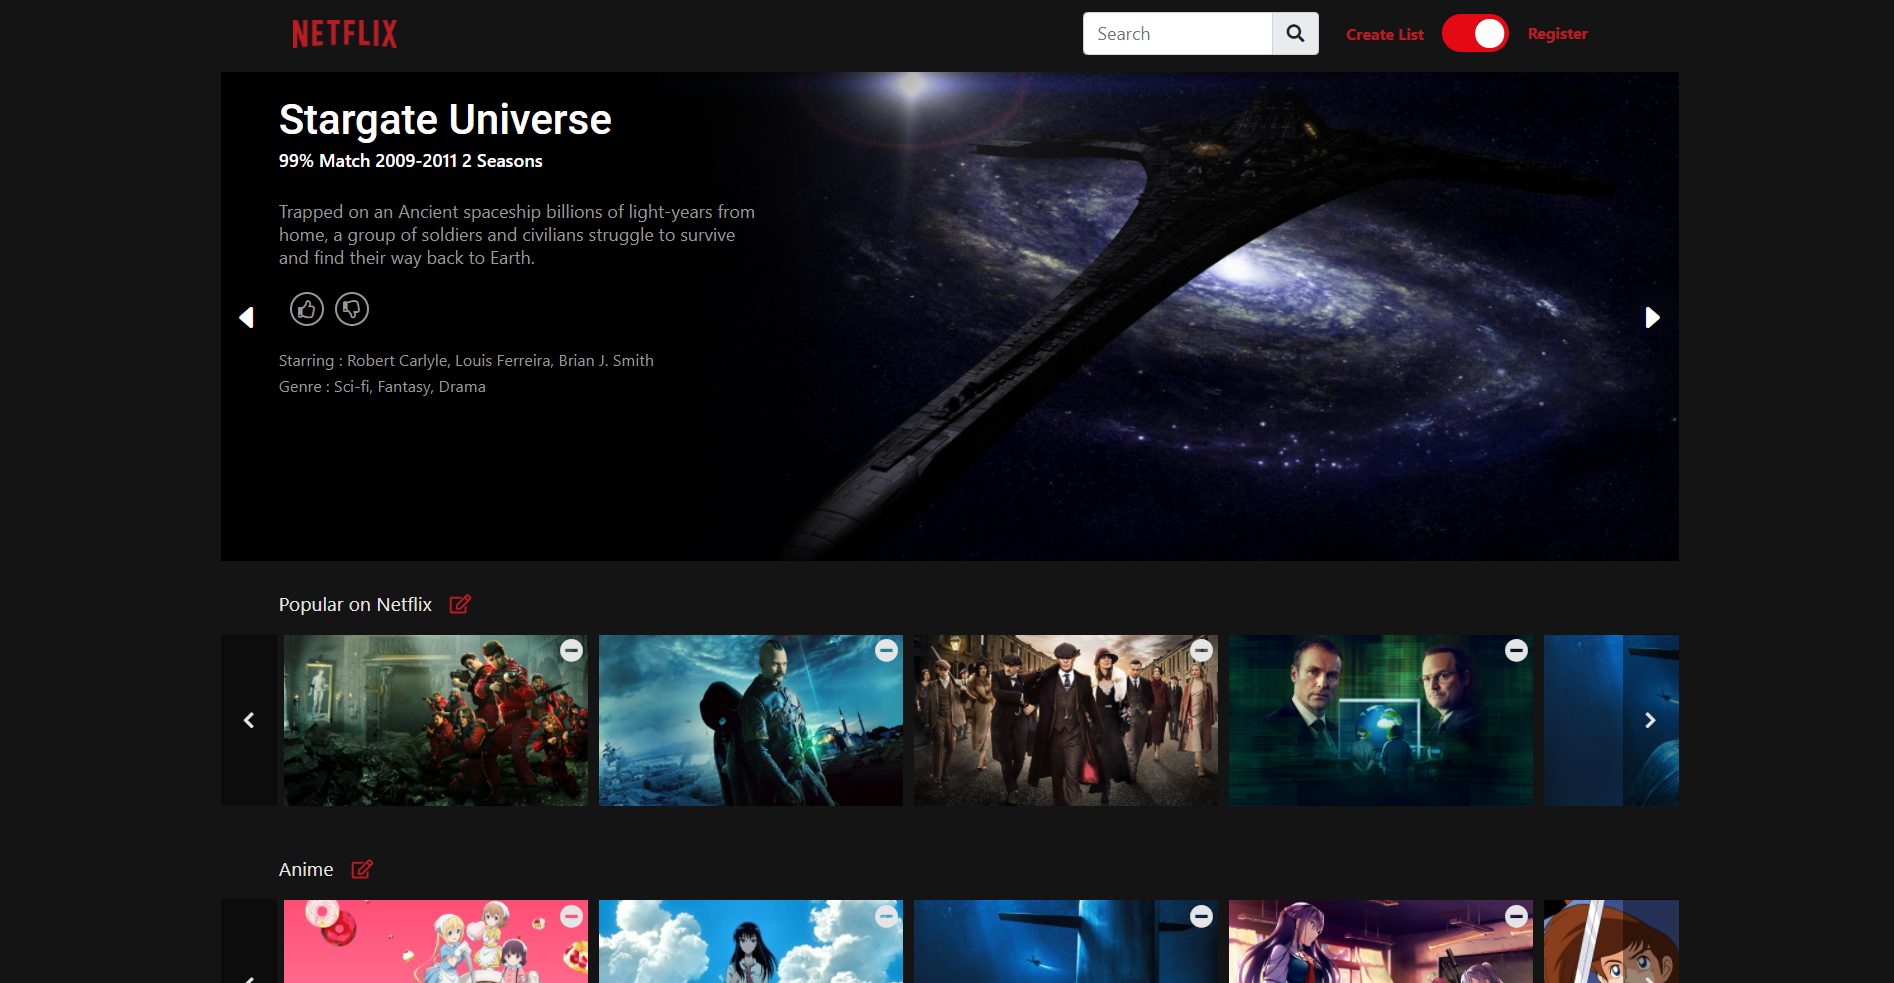 NETFLIX
Search
Create List
Register
Stargate Universe
99% Match 2009-2011 2 Seasons
Trapped on an Ancient spaceship billions of light-years from
home, a group of soldiers and civilians struggle to survive
and find their way back to Earth.
Starring : Robert Carlyle, Louis Ferreira, Brian J. Smith
Genre : Sci-fi, Fantasy, Drama
Popular on Netflix
Anime